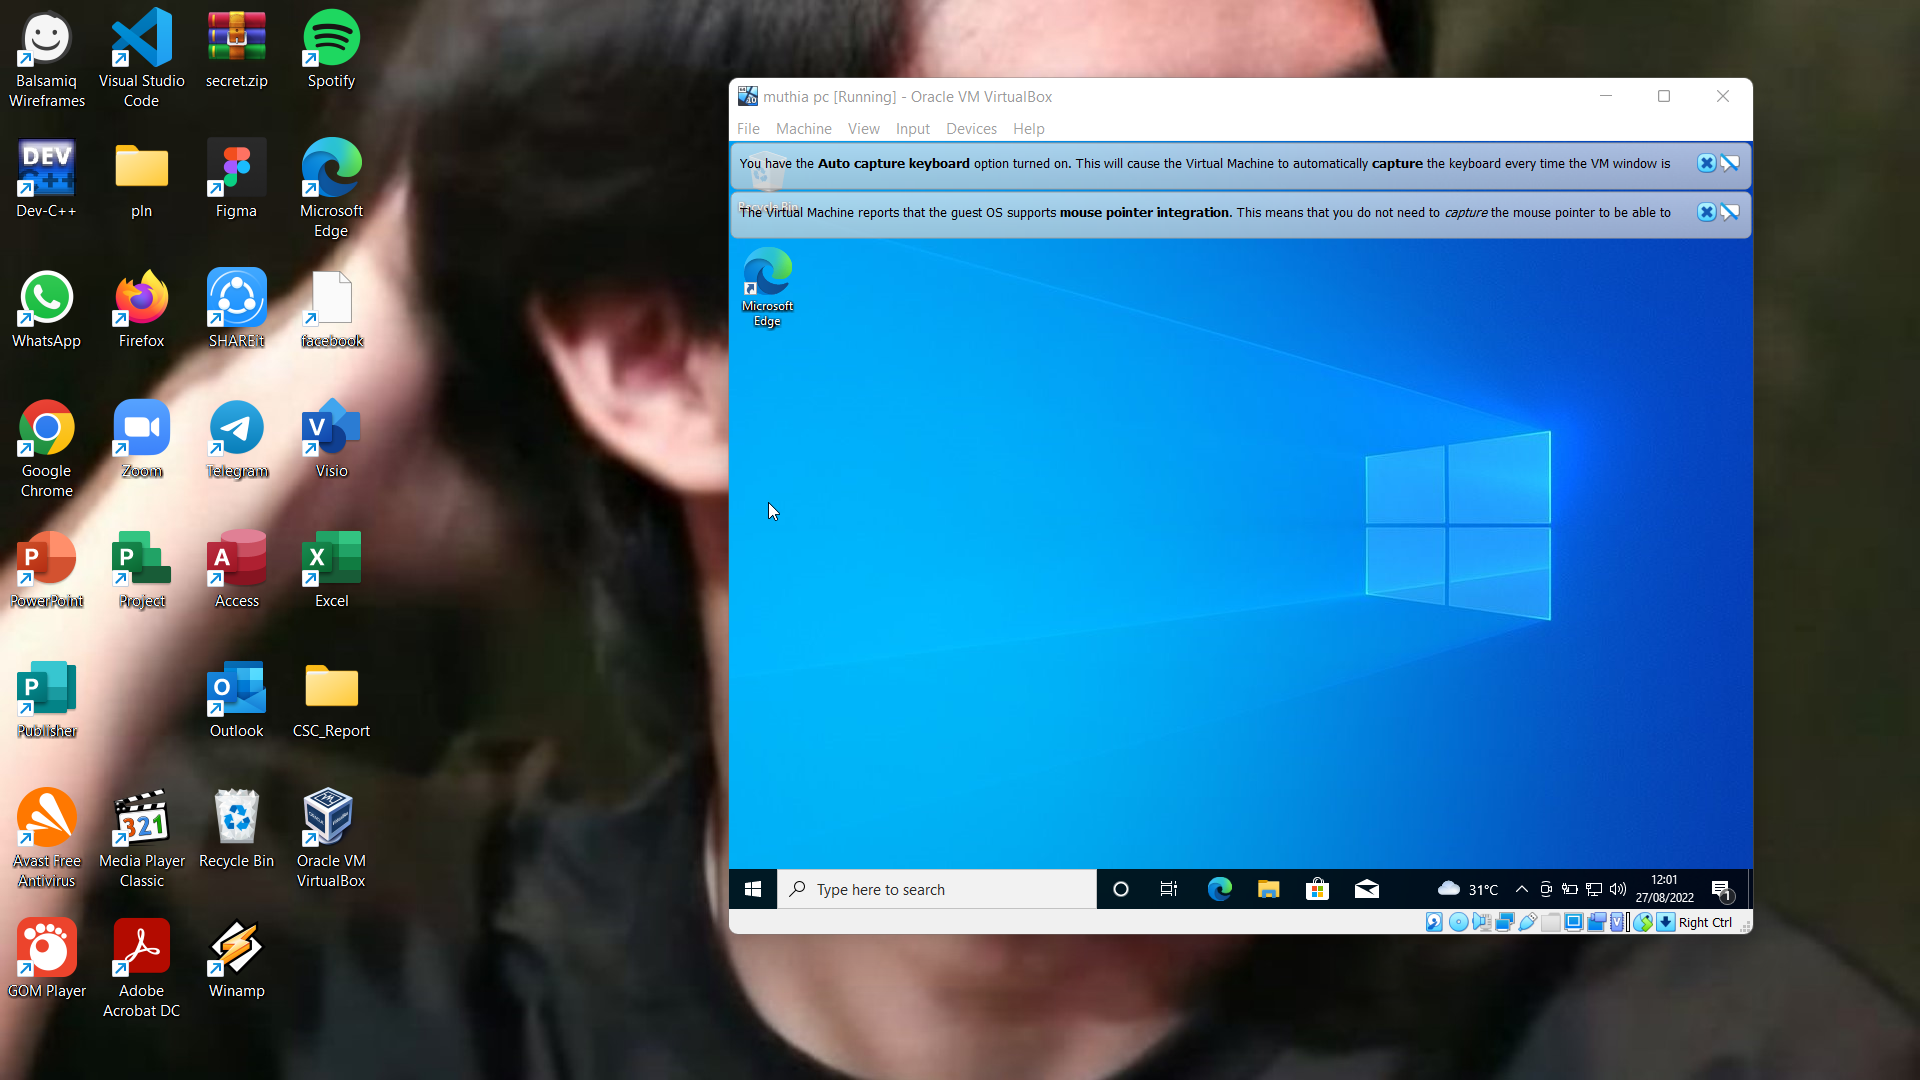 Balsamiq
Wireframes
Visual Studio
Code
secret.zip
Spotify
DEV
C++
Dev-C++
pln
Figma
Microsoft
Edge
WhatsApp
Firefox
SHAREit
facebook
Google
Chrome
Zoom
Telegram
V
Visio
P
PowerPoint
P
Project
A
Access
X
Excel
P
Publisher
O
Outlook
CSC_Report
Avast Free
Antivirus
321
Media Player
Classic
Recycle Bin
Oracle VM
VirtualBox
GOM Player
Adobe
Acrobat DC
Winamp
muthia pc [Running] - Oracle VM VirtualBox
File Machine View Input Devices Help
You have the Auto capture keyboard option turned on. This will cause the Virtual Machine to automatically capture the keyboard every time the VM window is
Recycle Bin
The Virtual Machine reports that the guest OS supports mouse pointer integration. This means that you do not need to capture the mouse pointer to be able to
Microsoft
Edge
Type here to search
31°C
12:01
27/08/2022
1
Right Ctrl